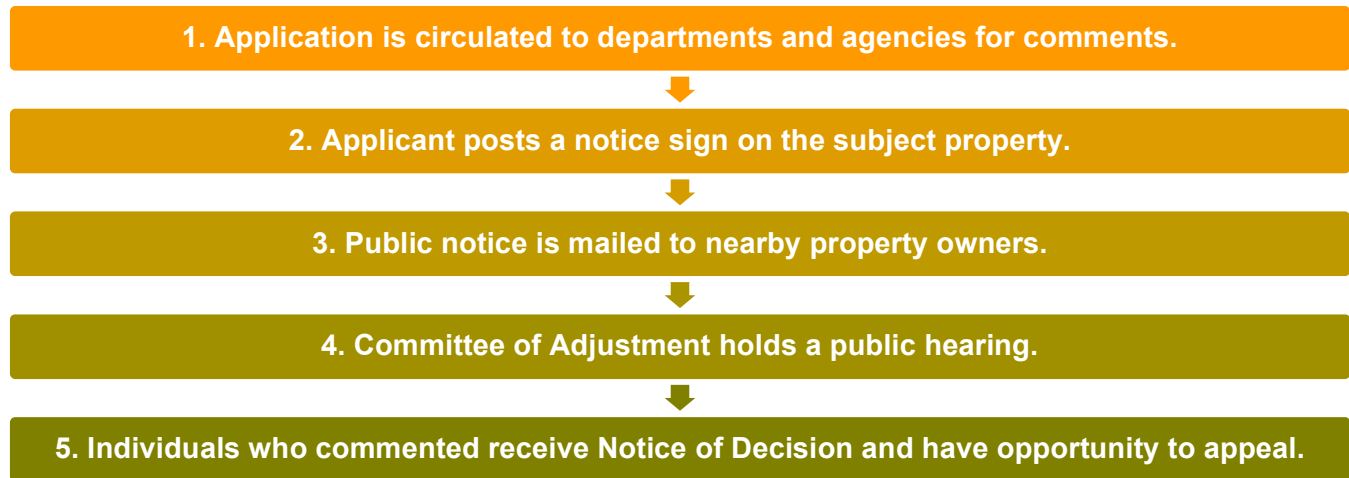 1. Application is circulated to departments and agencies for comments.
2. Applicant posts a notice sign on the subject property.
3. Public notice is mailed to nearby property owners.
4. Committee of Adjustment holds a public hearing.
5. Individuals who commented receive Notice of Decision and have opportunity to appeal.